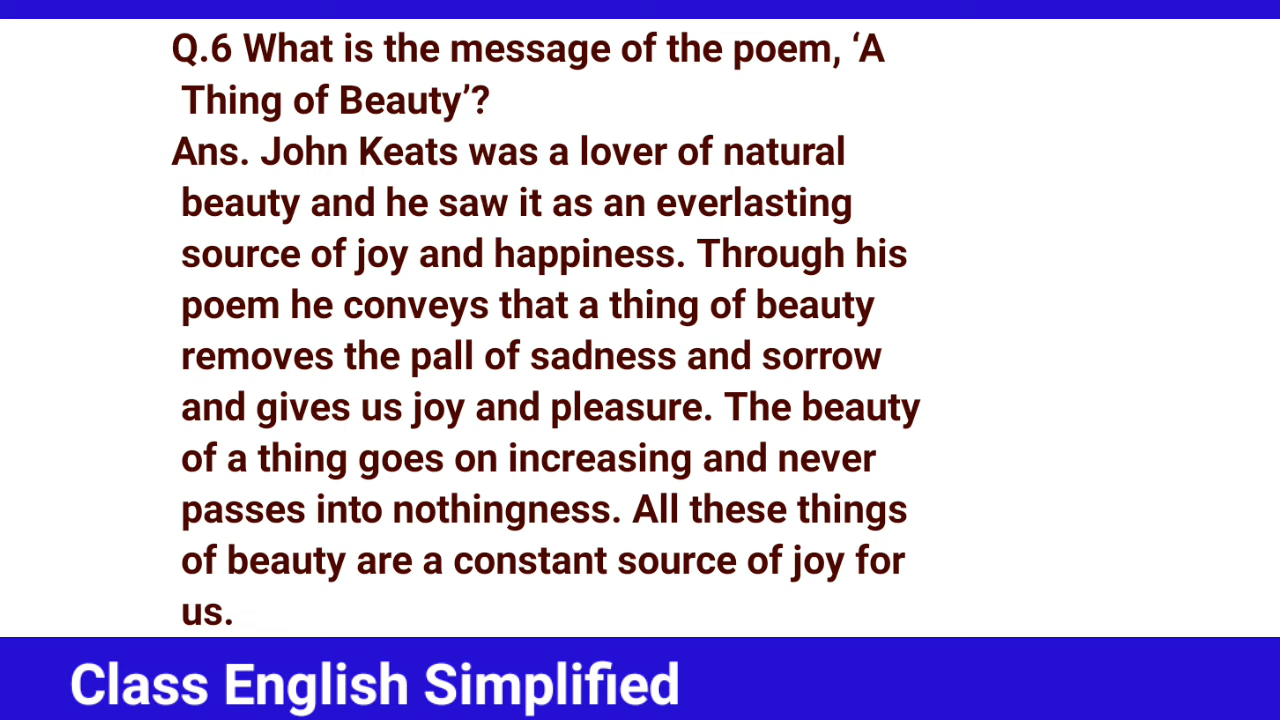 Q.6 What is the message of the poem, ‘A
Thing of Beauty’?
Ans. John Keats was a lover of natural
beauty and he saw it as an everlasting
source of joy and happiness. Through his
poem he conveys that a thing of beauty
removes the pall of sadness and sorrow
and gives us joy and pleasure. The beauty
of a thing goes on increasing and never
passes into nothingness. All these things
of beauty are a constant source of joy for
us.
Class English Simplified